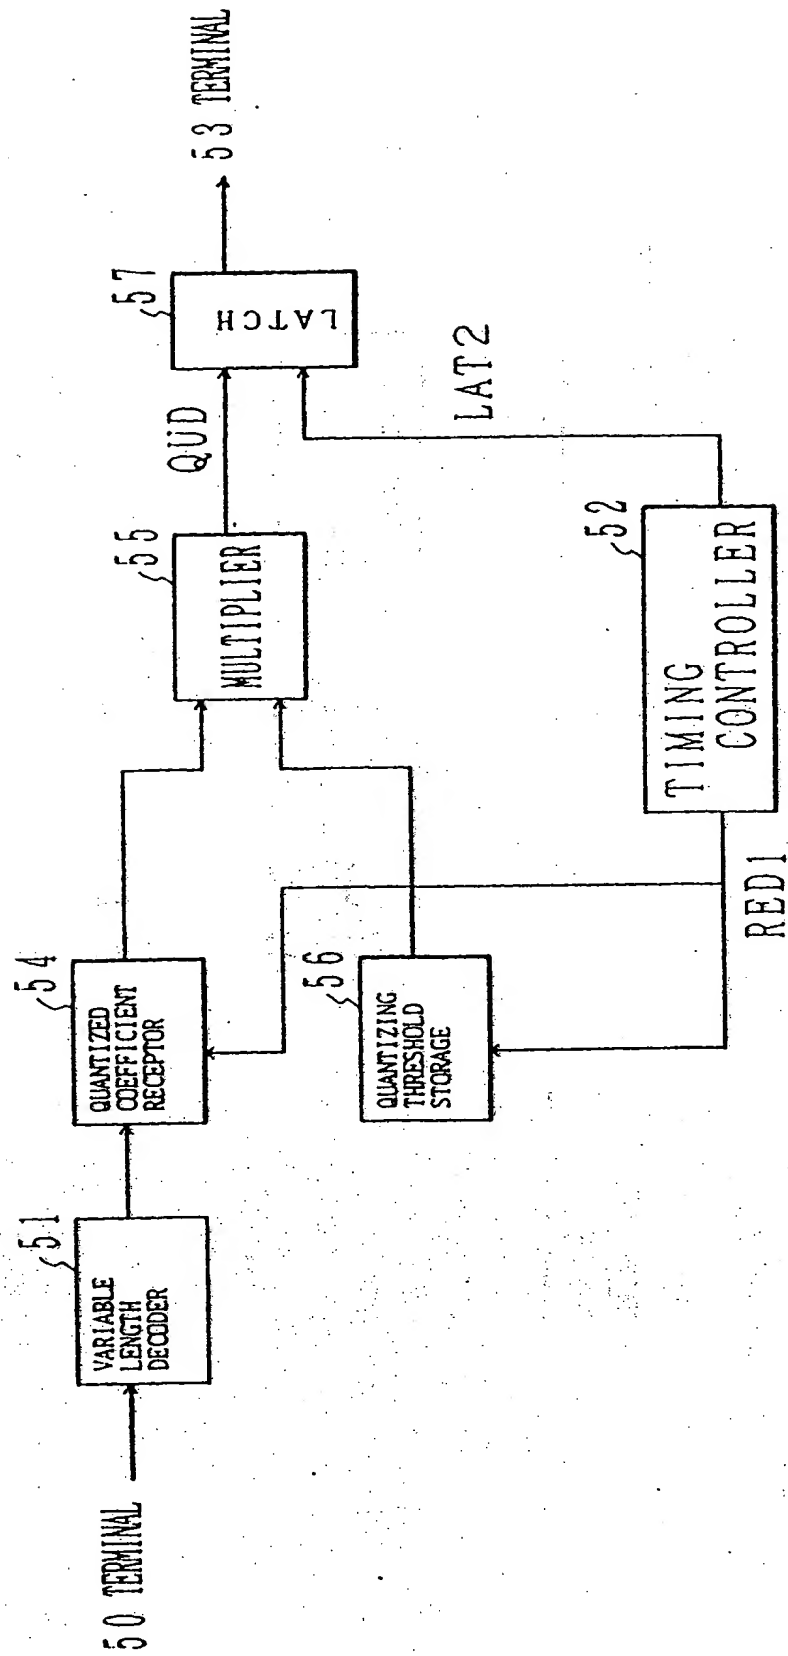 50 TERMINAL
51
VARIABLE
LENGTH
DECODER
54
QUANTIZED
COEFFICIENT
RECEPTOR
56
QUANTIZING
THRESHOLD
STORAGE
55
MULTIPLIER
QUD
57
LATCH
53 TERMINAL
LAT2
52
TIMING
CONTROLLER
RED1